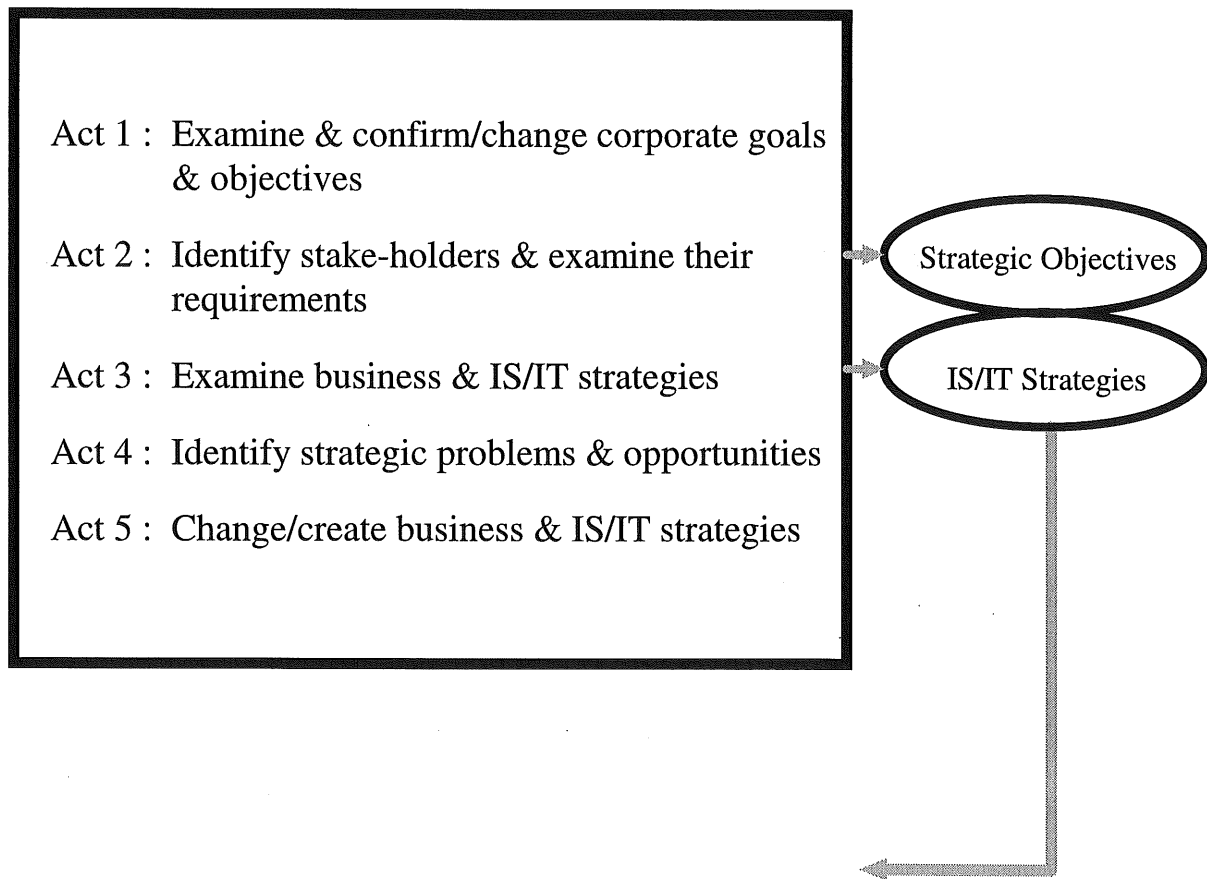 Act 1 : Examine & confirm/change corporate goals
& objectives
Act 2 : Identify stake-holders & examine their
requirements
Act 3 : Examine business & IS/IT strategies
Act 4 : Identify strategic problems & opportunities
Act 5 : Change/create business & IS/IT strategies
Strategic Objectives
IS/IT Strategies